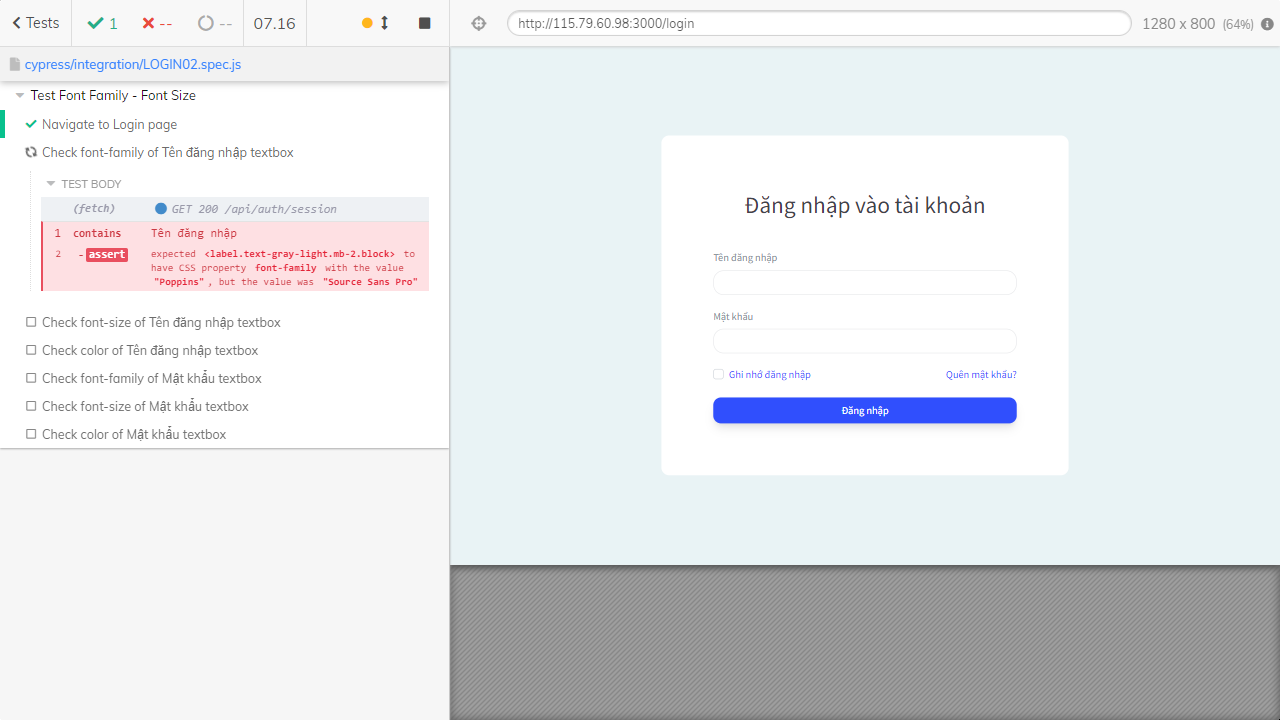 Tests
1
--
--
07.16
http://115.79.60.98:3000/login
1280 x 800 (64%)
cypress/integration/LOGIN02.spec.js
Test Font Family - Font Size
Navigate to Login page
Check font-family of Tên đăng nhập textbox
TEST BODY
(fetch) GET 200 /api/auth/session
1 contains Tên đăng nhập
2 -assert expected <label.text-gray-light.mb-2.block> to
have CSS property font-family with the value
"Poppins", but the value was "Source Sans Pro"
Check font-size of Tên đăng nhập textbox
Check color of Tên đăng nhập textbox
Check font-family of Mật khẩu textbox
Check font-size of Mật khẩu textbox
Check color of Mật khẩu textbox
Đăng nhập vào tài khoản
Tên đăng nhập
Mật khẩu
Ghi nhớ đăng nhập
Quên mật khẩu?
Đăng nhập